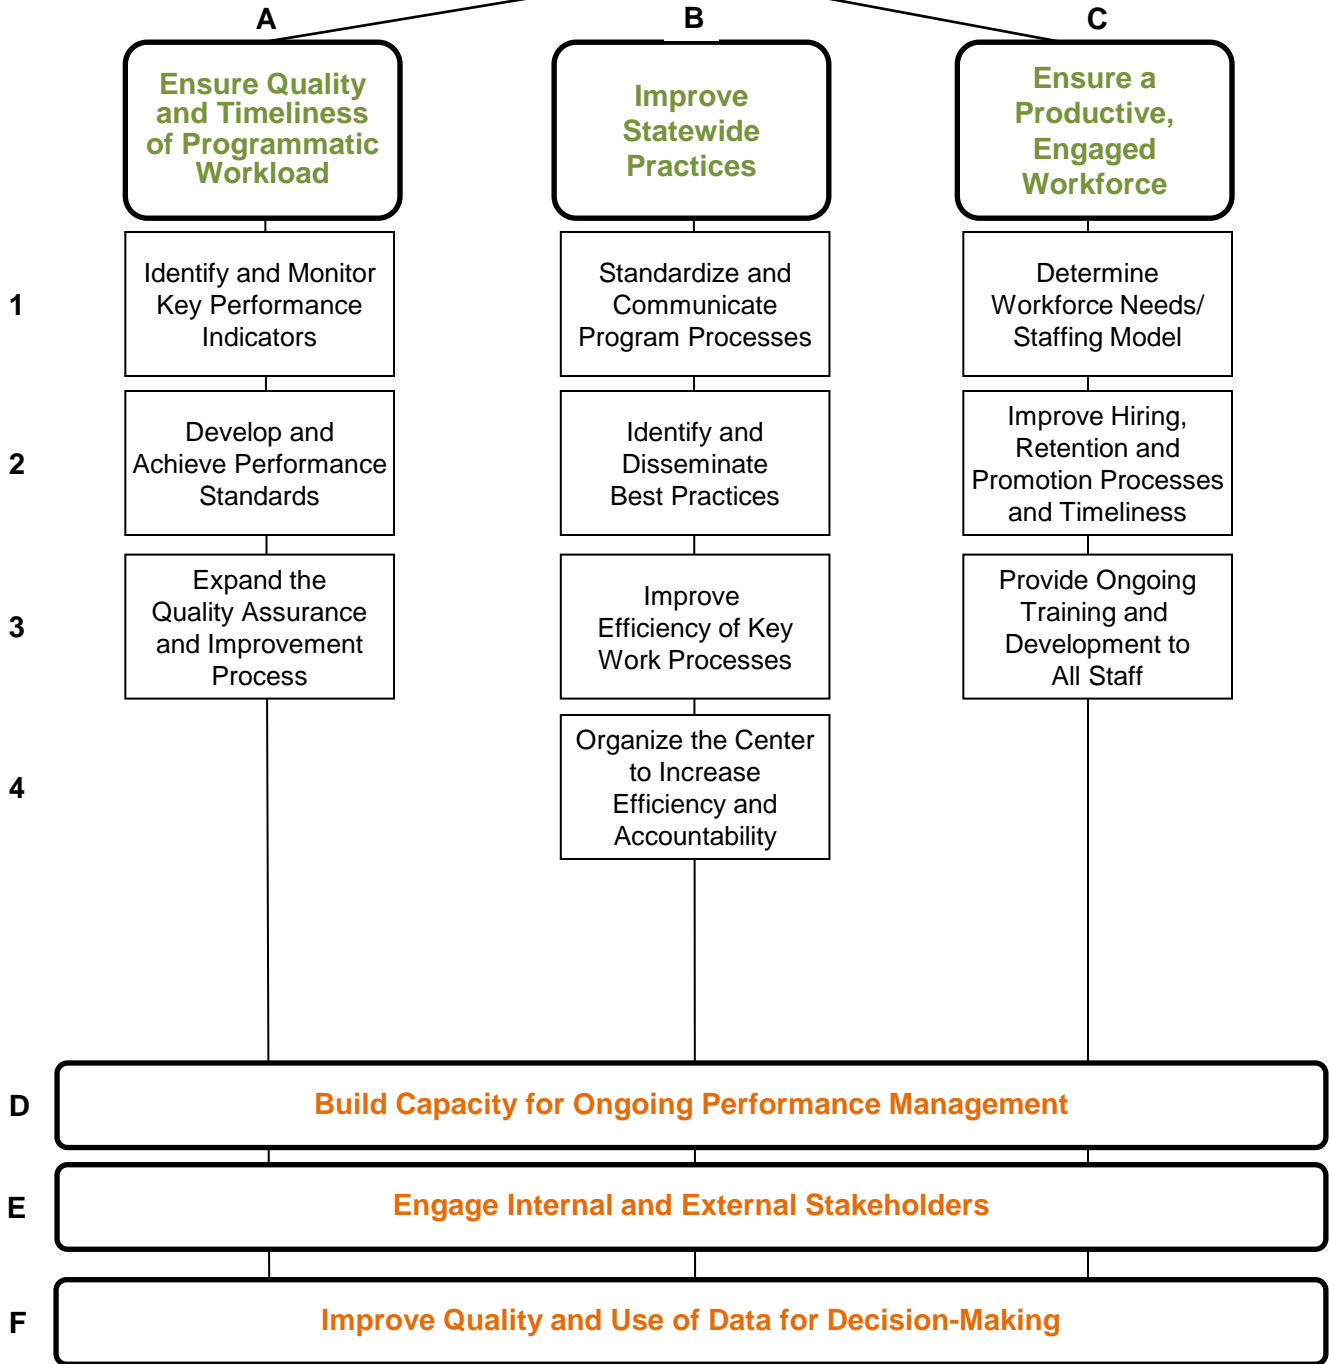 A
B
C
Ensure Quality
and Timeliness
of Programmatic
Workload
Improve
Statewide
Practices
Ensure a
Productive,
Engaged
Workforce
1
Identify and Monitor
Key Performance
Indicators
Standardize and
Communicate
Program Processes
Determine
Workforce Needs/
Staffing Model
2
Develop and
Achieve Performance
Standards
Identify and
Disseminate
Best Practices
Improve Hiring,
Retention and
Promotion Processes
and Timeliness
3
Expand the
Quality Assurance
and Improvement
Process
Improve
Efficiency of Key
Work Processes
Provide Ongoing
Training and
Development to
All Staff
4
Organize the Center
to Increase
Efficiency and
Accountability
D
Build Capacity for Ongoing Performance Management
E
Engage Internal and External Stakeholders
F
Improve Quality and Use of Data for Decision-Making